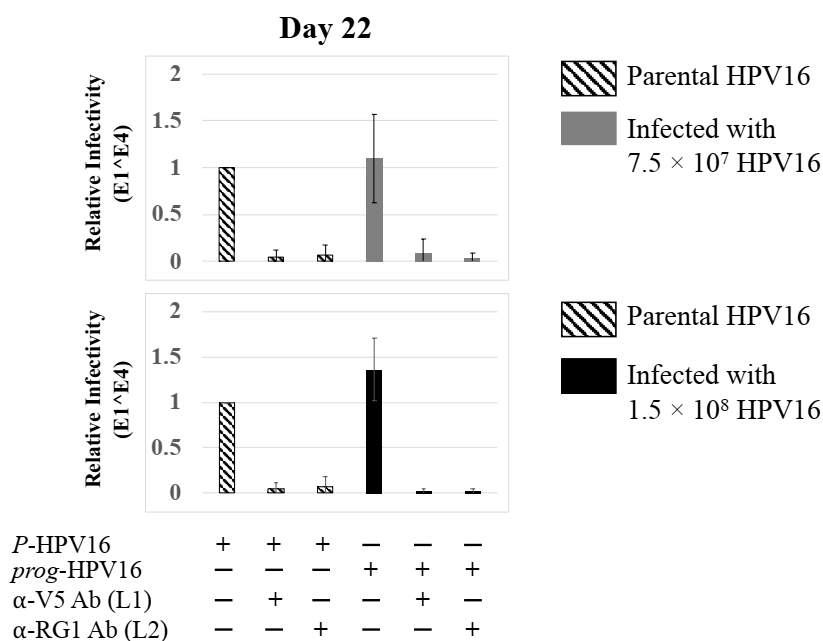 Day 22
Relative Infectivity
(E1^E4)
2
1.5
1
0.5
0
Parental HPV16
Infected with
7.5 × 10⁷ HPV16
Relative Infectivity
(E1^E4)
2
1.5
1
0.5
0
Parental HPV16
Infected with
1.5 × 10⁸ HPV16
P-HPV16 + + + – – –
prog-HPV16 – – – + + +
α-V5 Ab (L1) – + – – + –
α-RG1 Ab (L2) – – + – – +